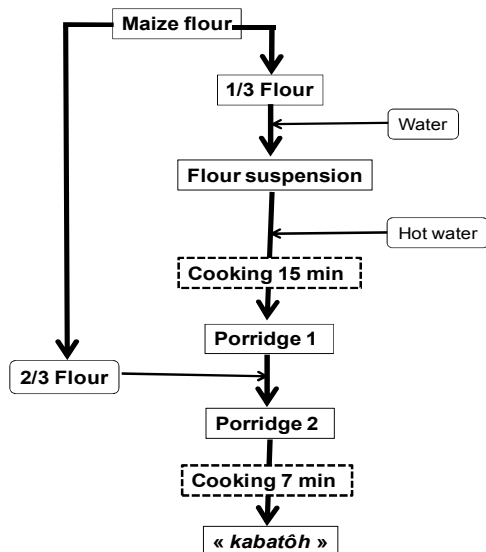 Maize flour
1/3 Flour
Water
Flour suspension
Hot water
Cooking 15 min
Porridge 1
2/3 Flour
Porridge 2
Cooking 7 min
« kabatôh »